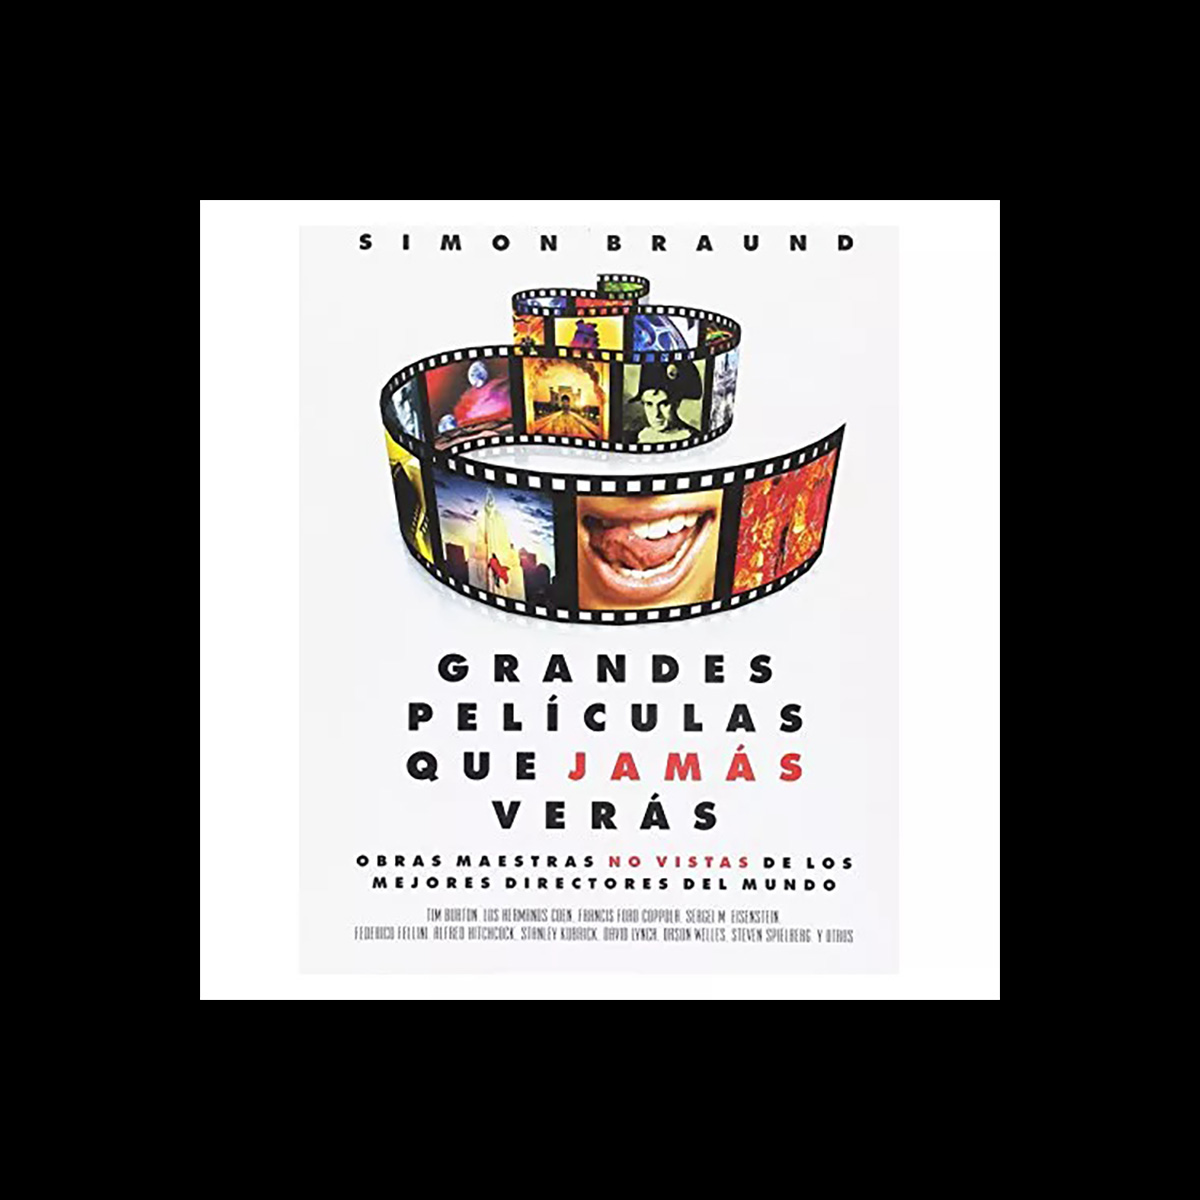 SIMON BRAUND
GRANDES
PELÍCULAS
QUE JAMÁS
VERÁS
OBRAS MAESTRAS NO VISTAS DE LOS
MEJORES DIRECTORES DEL MUNDO
TIM BURTON, LOS HERMANOS COEN, FRANCIS FORD COPPOLA, SERGEI M. EISENSTEIN,
FEDERICO FELLINI, ALFRED HITCHCOCK, STANLEY KUBRICK, DAVID LYNCH, ORSON WELLES, STEVEN SPIELBERG, Y OTROS